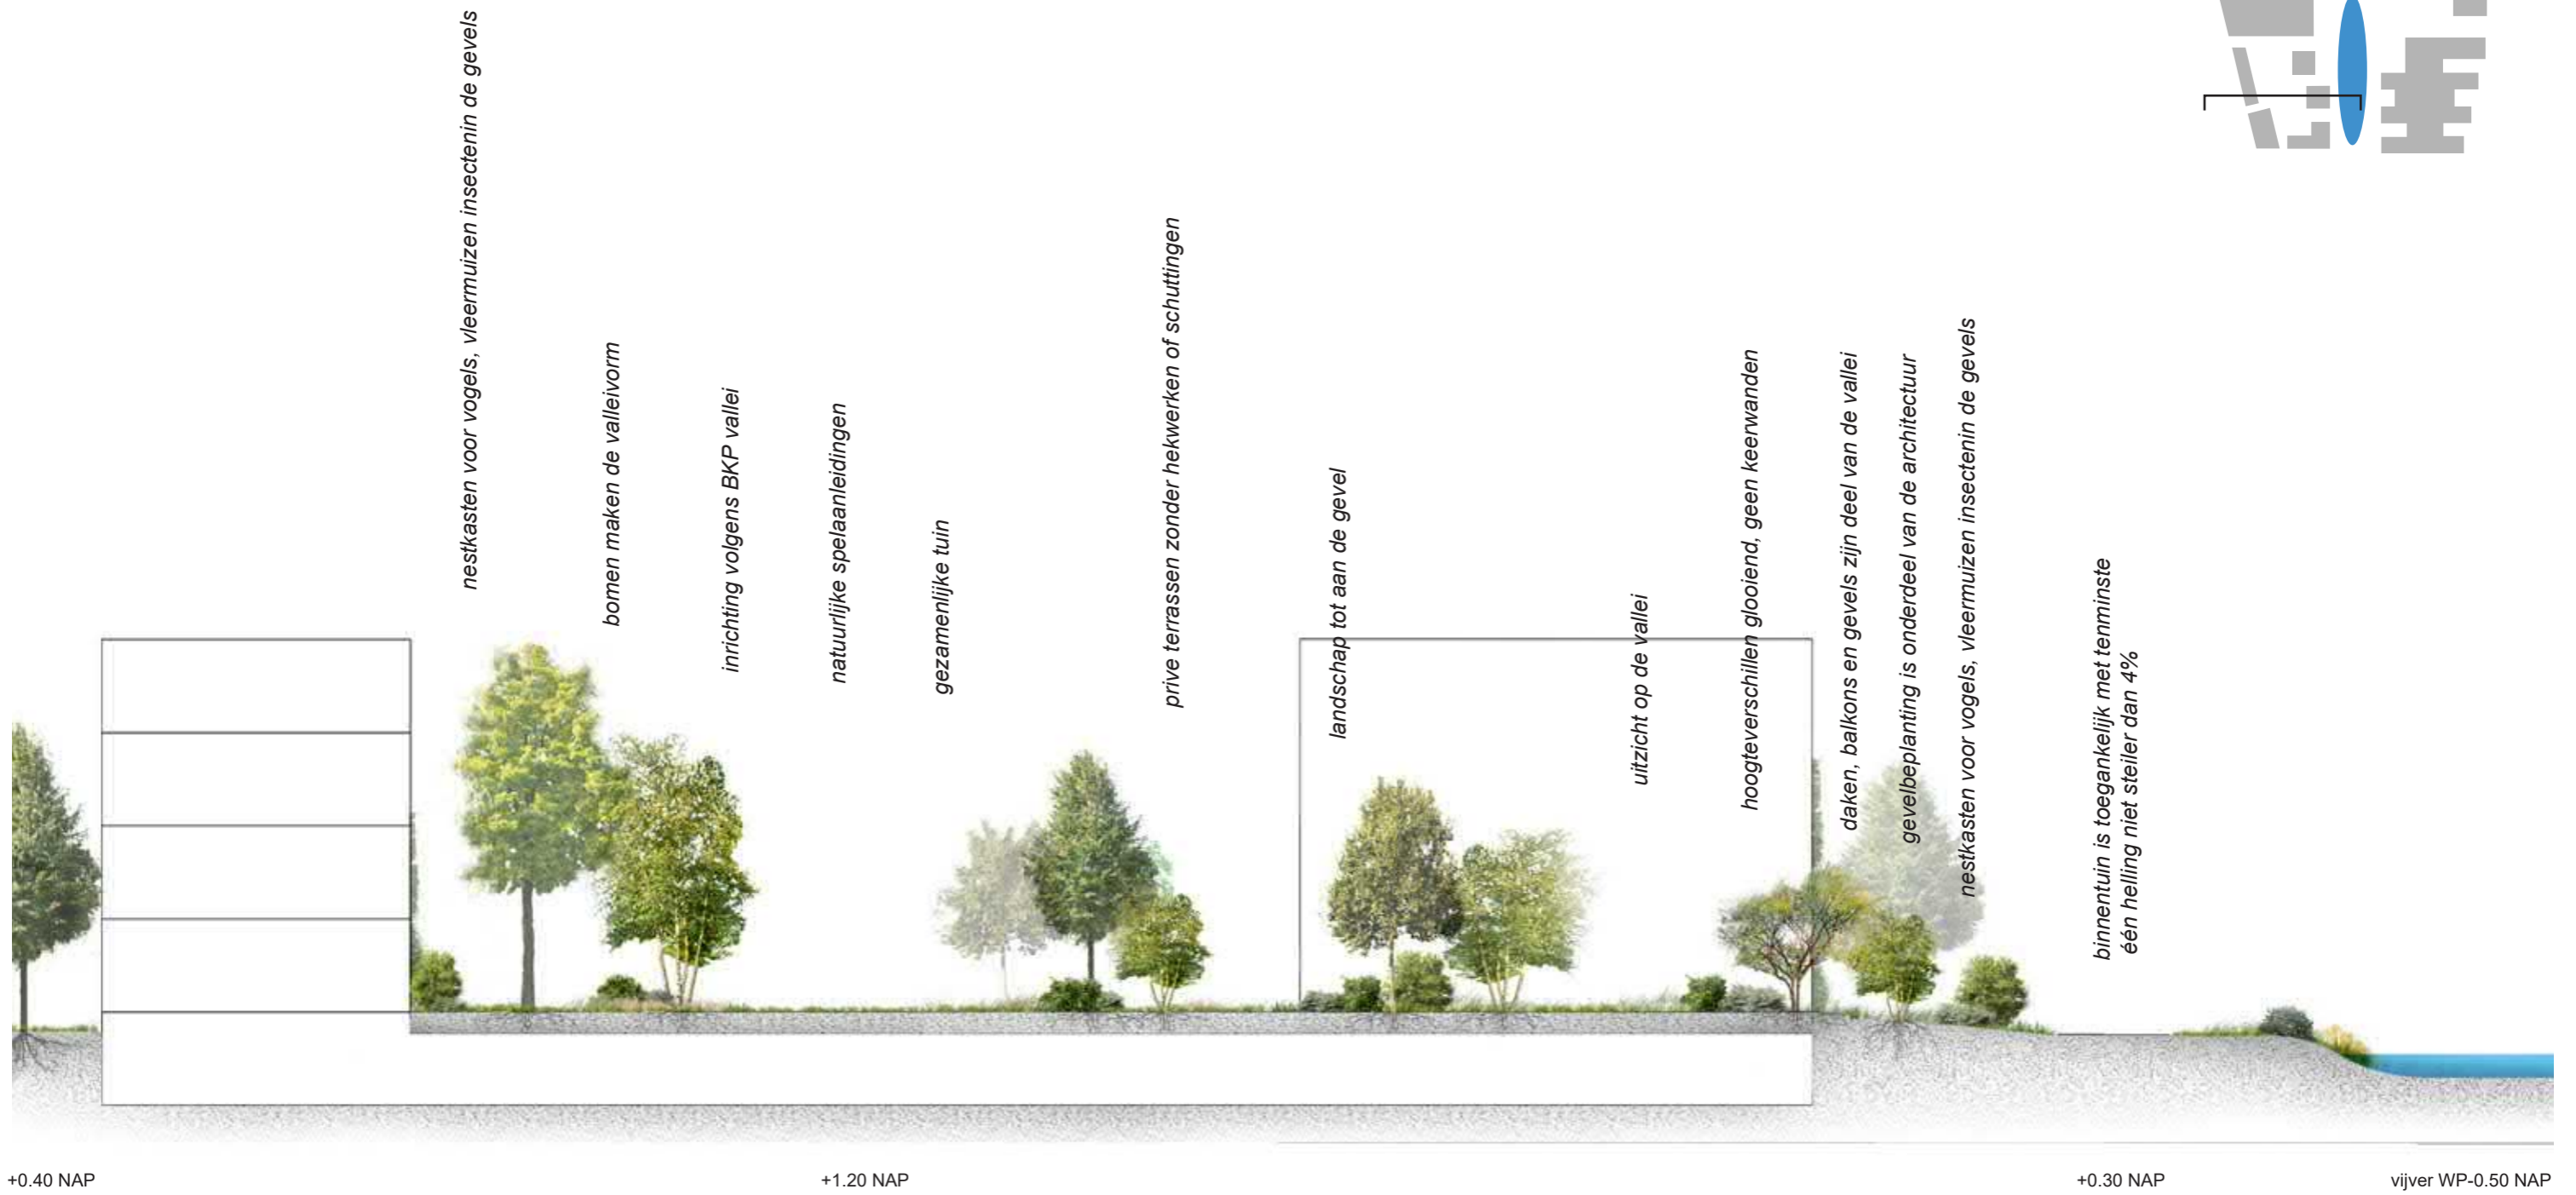 nestkasten voor vogels, vleermuizen insectenin de gevels
bomen maken de valleivorm
inrichting volgens BKP vallei
natuurlijke spelaanleidingen
gezamenlijke tuin
prive terrassen zonder hekwerken of schuttingen
landschap tot aan de gevel
uitzicht op de vallei
hoogteverschillen glooiend, geen keerwanden
daken, balkons en gevels zijn deel van de vallei
gevelbeplanting is onderdeel van de architectuur
nestkasten voor vogels, vleermuizen insectenin de gevels
binnentuin is toegankelijk met tenminste
één helling niet steiler dan 4%
+0.40 NAP
+1.20 NAP
+0.30 NAP
vijver WP-0.50 NAP